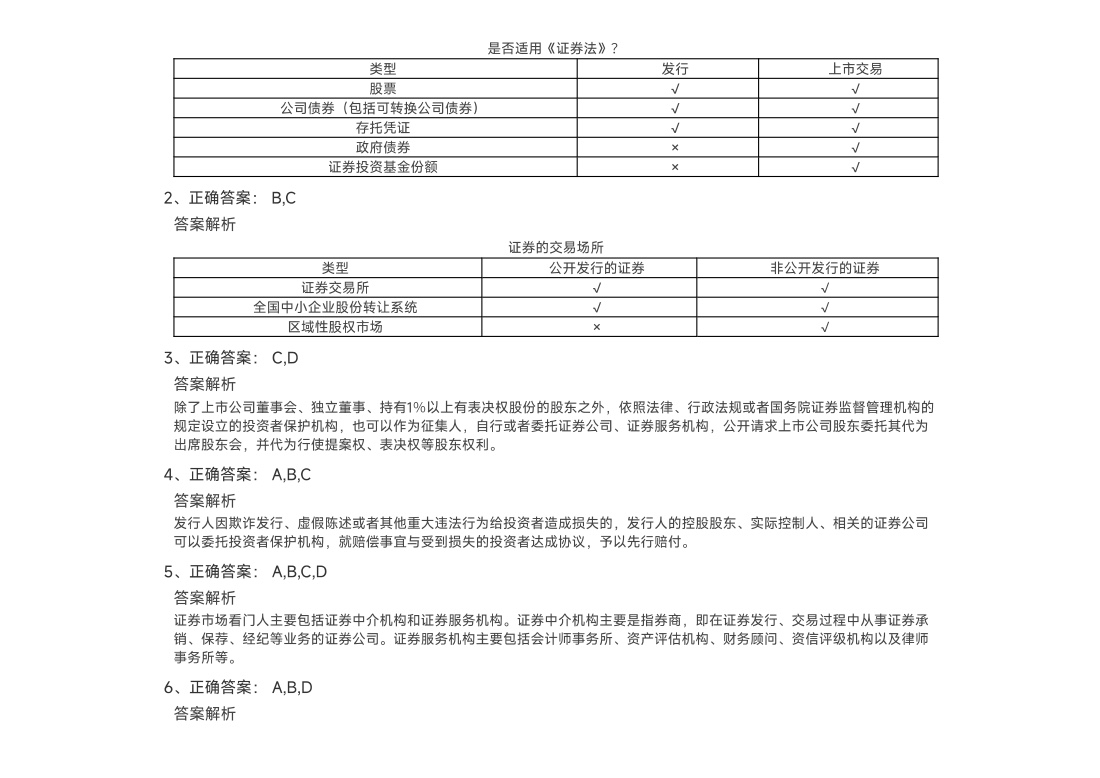 是否适用《证券法》?
类型 发行 上市交易
股票 √ √
公司债券（包括可转换公司债券） √ √
存托凭证 √ √
政府债券 × √
证券投资基金份额 × √
2、正确答案： B,C
答案解析
证券的交易场所
类型 公开发行的证券 非公开发行的证券
证券交易所 √ √
全国中小企业股份转让系统 √ √
区域性股权市场 × √
3、正确答案： C,D
答案解析
除了上市公司董事会、独立董事、持有1%以上有表决权股份的股东之外，依照法律、行政法规或者国务院证券监督管理机构的
规定设立的投资者保护机构，也可以作为征集人，自行或者委托证券公司、证券服务机构，公开请求上市公司股东委托其代为
出席股东会，并代为行使提案权、表决权等股东权利。
4、正确答案： A,B,C
答案解析
发行人因欺诈发行、虚假陈述或者其他重大违法行为给投资者造成损失的，发行人的控股股东、实际控制人、相关的证券公司
可以委托投资者保护机构，就赔偿事宜与受到损失的投资者达成协议，予以先行赔付。
5、正确答案： A,B,C,D
答案解析
证券市场看门人主要包括证券中介机构和证券服务机构。证券中介机构主要是指券商，即在证券发行、交易过程中从事证券承
销、保荐、经纪等业务的证券公司。证券服务机构主要包括会计师事务所、资产评估机构、财务顾问、资信评级机构以及律师
事务所等。
6、正确答案： A,B,D
答案解析